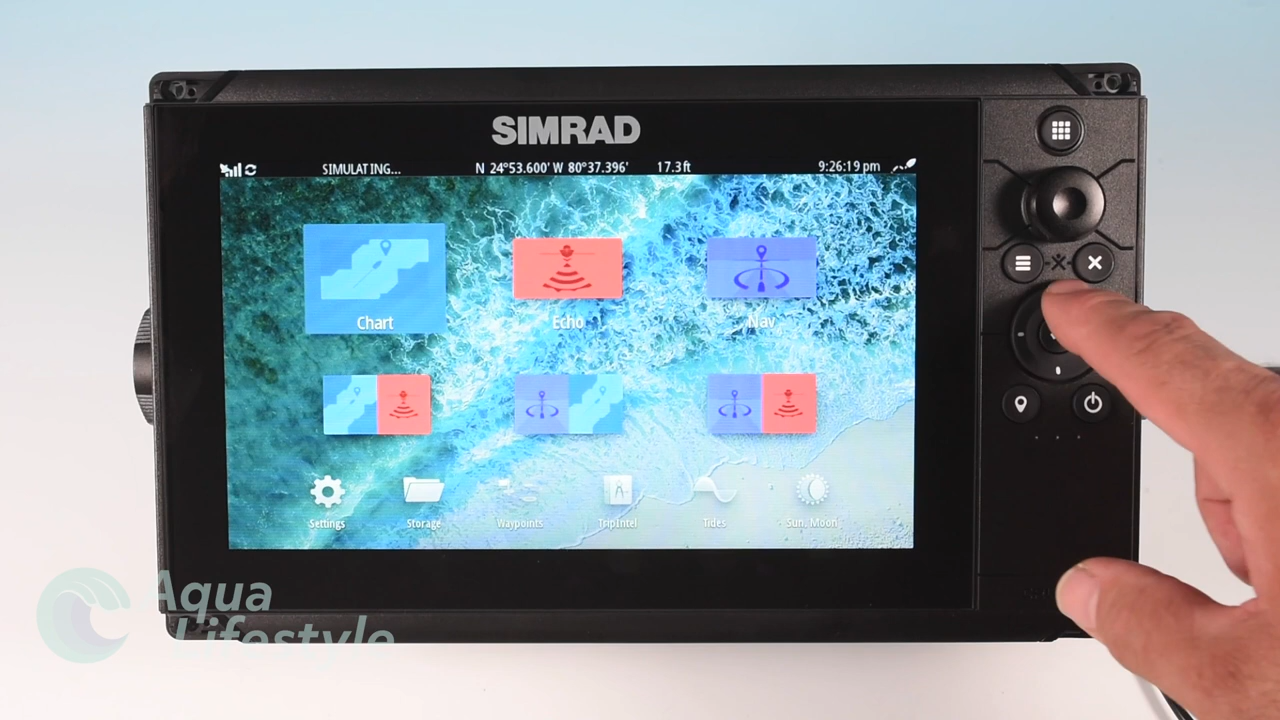 SIMRAD
SIMULATING... N 24°53.600' W 80°37.396' 17.3ft 9:26:19 pm
Chart Echo Nav
Settings Storage Waypoints TripIntel Tides Sun, Moon
Aqua
Lifestyle